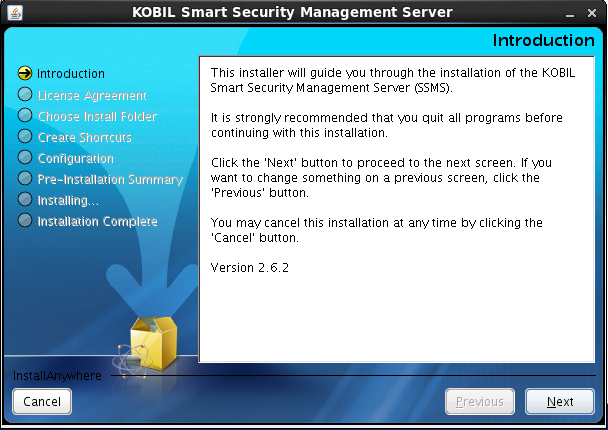 KOBIL Smart Security Management Server
Introduction
Introduction
License Agreement
Choose Install Folder
Create Shortcuts
Configuration
Pre-Installation Summary
Installing...
Installation Complete
This installer will guide you through the installation of the KOBIL
Smart Security Management Server (SSMS).
It is strongly recommended that you quit all programs before
continuing with this installation.
Click the 'Next' button to proceed to the next screen. If you
want to change something on a previous screen, click the
'Previous' button.
You may cancel this installation at any time by clicking the
'Cancel' button.
Version 2.6.2
InstallAnywhere
Cancel
Previous
Next